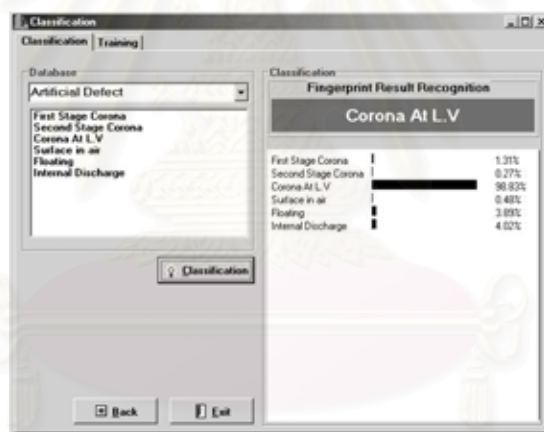 Classification
Classification Training
Database
Artificial Defect
First Stage Corona
Second Stage Corona
Corona At L.V
Surface in air
Floating
Internal Discharge
Classification
Back Exit
Classification
Fingerprint Result Recognition
Corona At L.V
First Stage Corona 1.31%
Second Stage Corona 0.27%
Corona At L.V 98.83%
Surface in air 0.48%
Floating 3.89%
Internal Discharge 4.02%